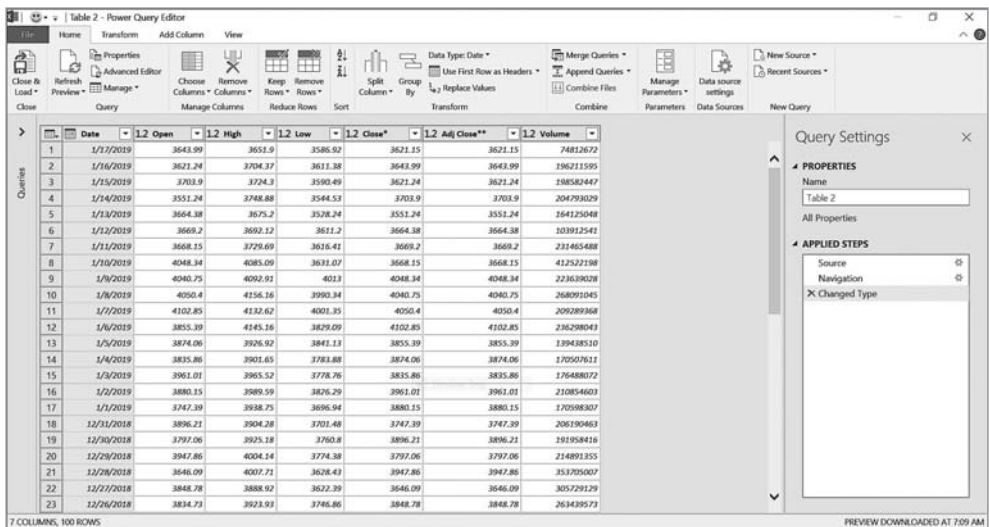 Table 2 - Power Query Editor
File Home Transform Add Column View
Close & Load
Close
Refresh Preview
Properties
Advanced Editor
Manage
Query
Choose Columns
Remove Columns
Manage Columns
Keep Rows
Remove Rows
Reduce Rows
Sort
Split Column
Group By
Data Type: Date
Use First Row as Headers
Replace Values
Transform
Merge Queries
Append Queries
Combine Files
Combine
Manage Parameters
Parameters
Data source settings
Data Sources
New Source
Recent Sources
New Query
Queries
Date 1.2 Open 1.2 High 1.2 Low 1.2 Close* 1.2 Adj Close** 1.2 Volume
1 1/17/2019 3643.99 3651.9 3586.92 3621.15 3621.15 74812672
2 1/16/2019 3621.24 3704.37 3611.38 3643.99 3643.99 196211595
3 1/15/2019 3703.9 3724.3 3590.49 3621.24 3621.24 198582447
4 1/14/2019 3551.24 3748.88 3544.53 3703.9 3703.9 204793029
5 1/13/2019 3664.38 3675.2 3528.24 3551.24 3551.24 164125048
6 1/12/2019 3669.2 3692.12 3611.2 3664.38 3664.38 103912541
7 1/11/2019 3668.15 3729.69 3616.41 3669.2 3669.2 231465488
8 1/10/2019 4048.34 4085.09 3631.07 3668.15 3668.15 412522198
9 1/9/2019 4040.75 4092.91 4013 4048.34 4048.34 223639028
10 1/8/2019 4050.4 4156.16 3990.34 4040.75 4040.75 268091045
11 1/7/2019 4102.85 4132.62 4001.35 4050.4 4050.4 209289368
12 1/6/2019 3855.39 4145.16 3829.09 4102.85 4102.85 236298043
13 1/5/2019 3874.06 3926.92 3841.13 3855.39 3855.39 139438510
14 1/4/2019 3835.86 3901.65 3783.88 3874.06 3874.06 170507611
15 1/3/2019 3961.01 3965.52 3778.76 3835.86 3835.86 176488072
16 1/2/2019 3880.15 3989.59 3826.29 3961.01 3961.01 210854603
17 1/1/2019 3747.39 3938.75 3696.94 3880.15 3880.15 170598307
18 12/31/2018 3896.21 3904.28 3701.48 3747.39 3747.39 206190463
19 12/30/2018 3797.06 3925.18 3760.8 3896.21 3896.21 191958416
20 12/29/2018 3947.86 4004.14 3774.38 3797.06 3797.06 214891355
21 12/28/2018 3646.09 4007.71 3628.43 3947.86 3947.86 353705007
22 12/27/2018 3848.78 3888.92 3622.39 3646.09 3646.09 305729129
23 12/26/2018 3834.73 3923.93 3746.86 3848.78 3848.78 263439573
Query Settings
PROPERTIES
Name
Table 2
All Properties
APPLIED STEPS
Source
Navigation
Changed Type
7 COLUMNS, 100 ROWS
PREVIEW DOWNLOADED AT 7:09 AM